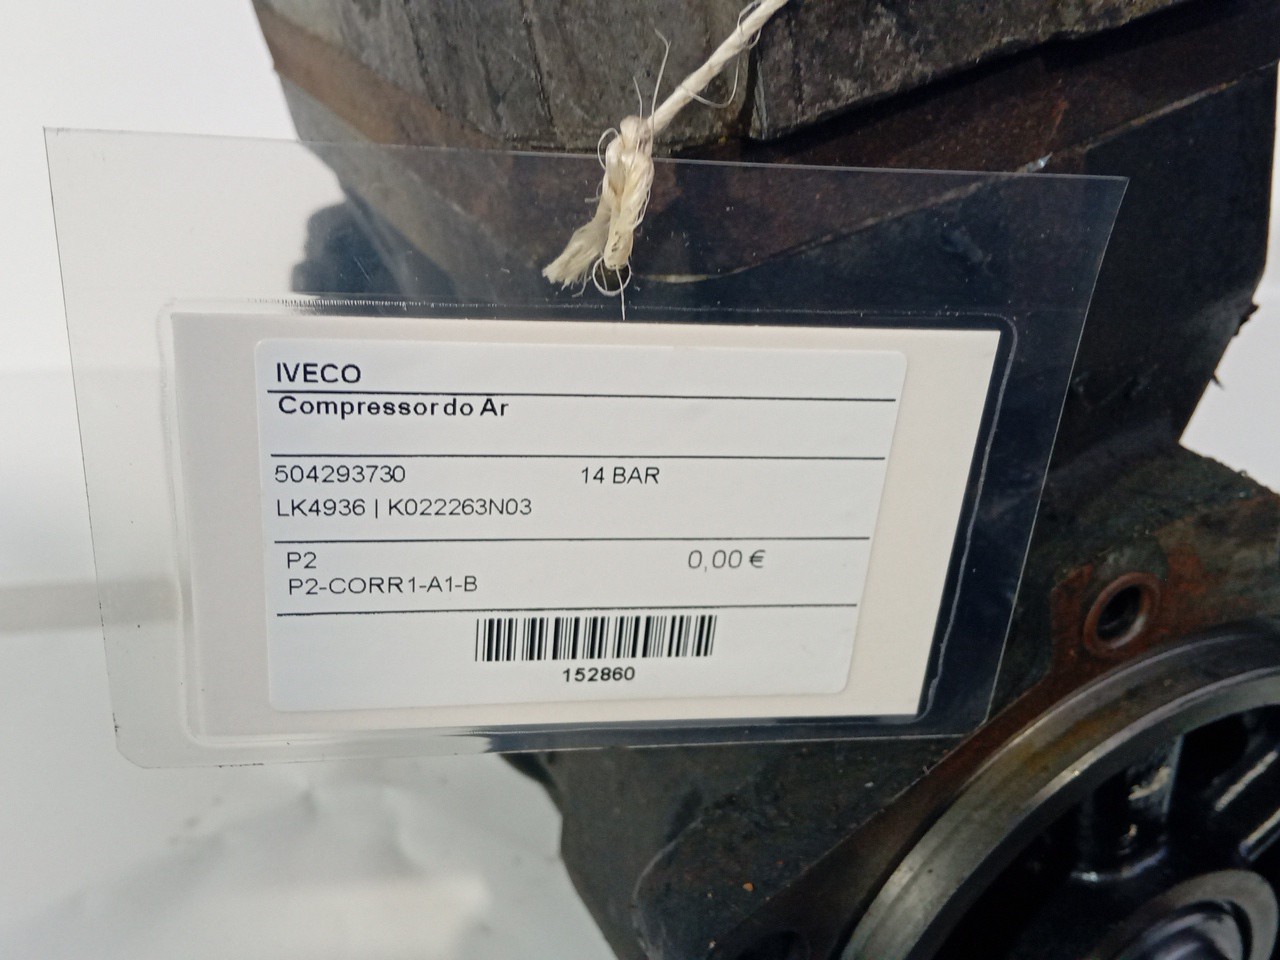 IVECO
Compressor do Ar
504293730 14 BAR
LK4936 | K022263N03
P2 0,00 €
P2-CORR1-A1-B
152860